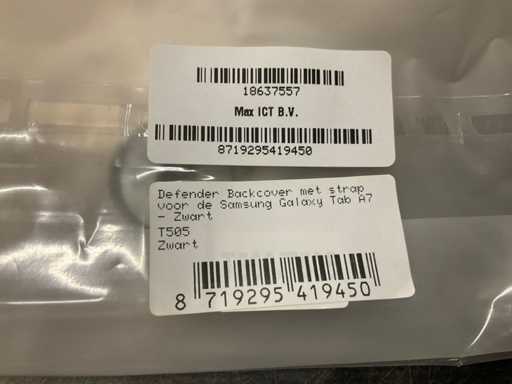 18637557
Max ICT B.V.
8719295419450
Defender Backcover met strap
voor de Samsung Galaxy Tab A7
- Zwart
T505
Zwart
8 719295 419450